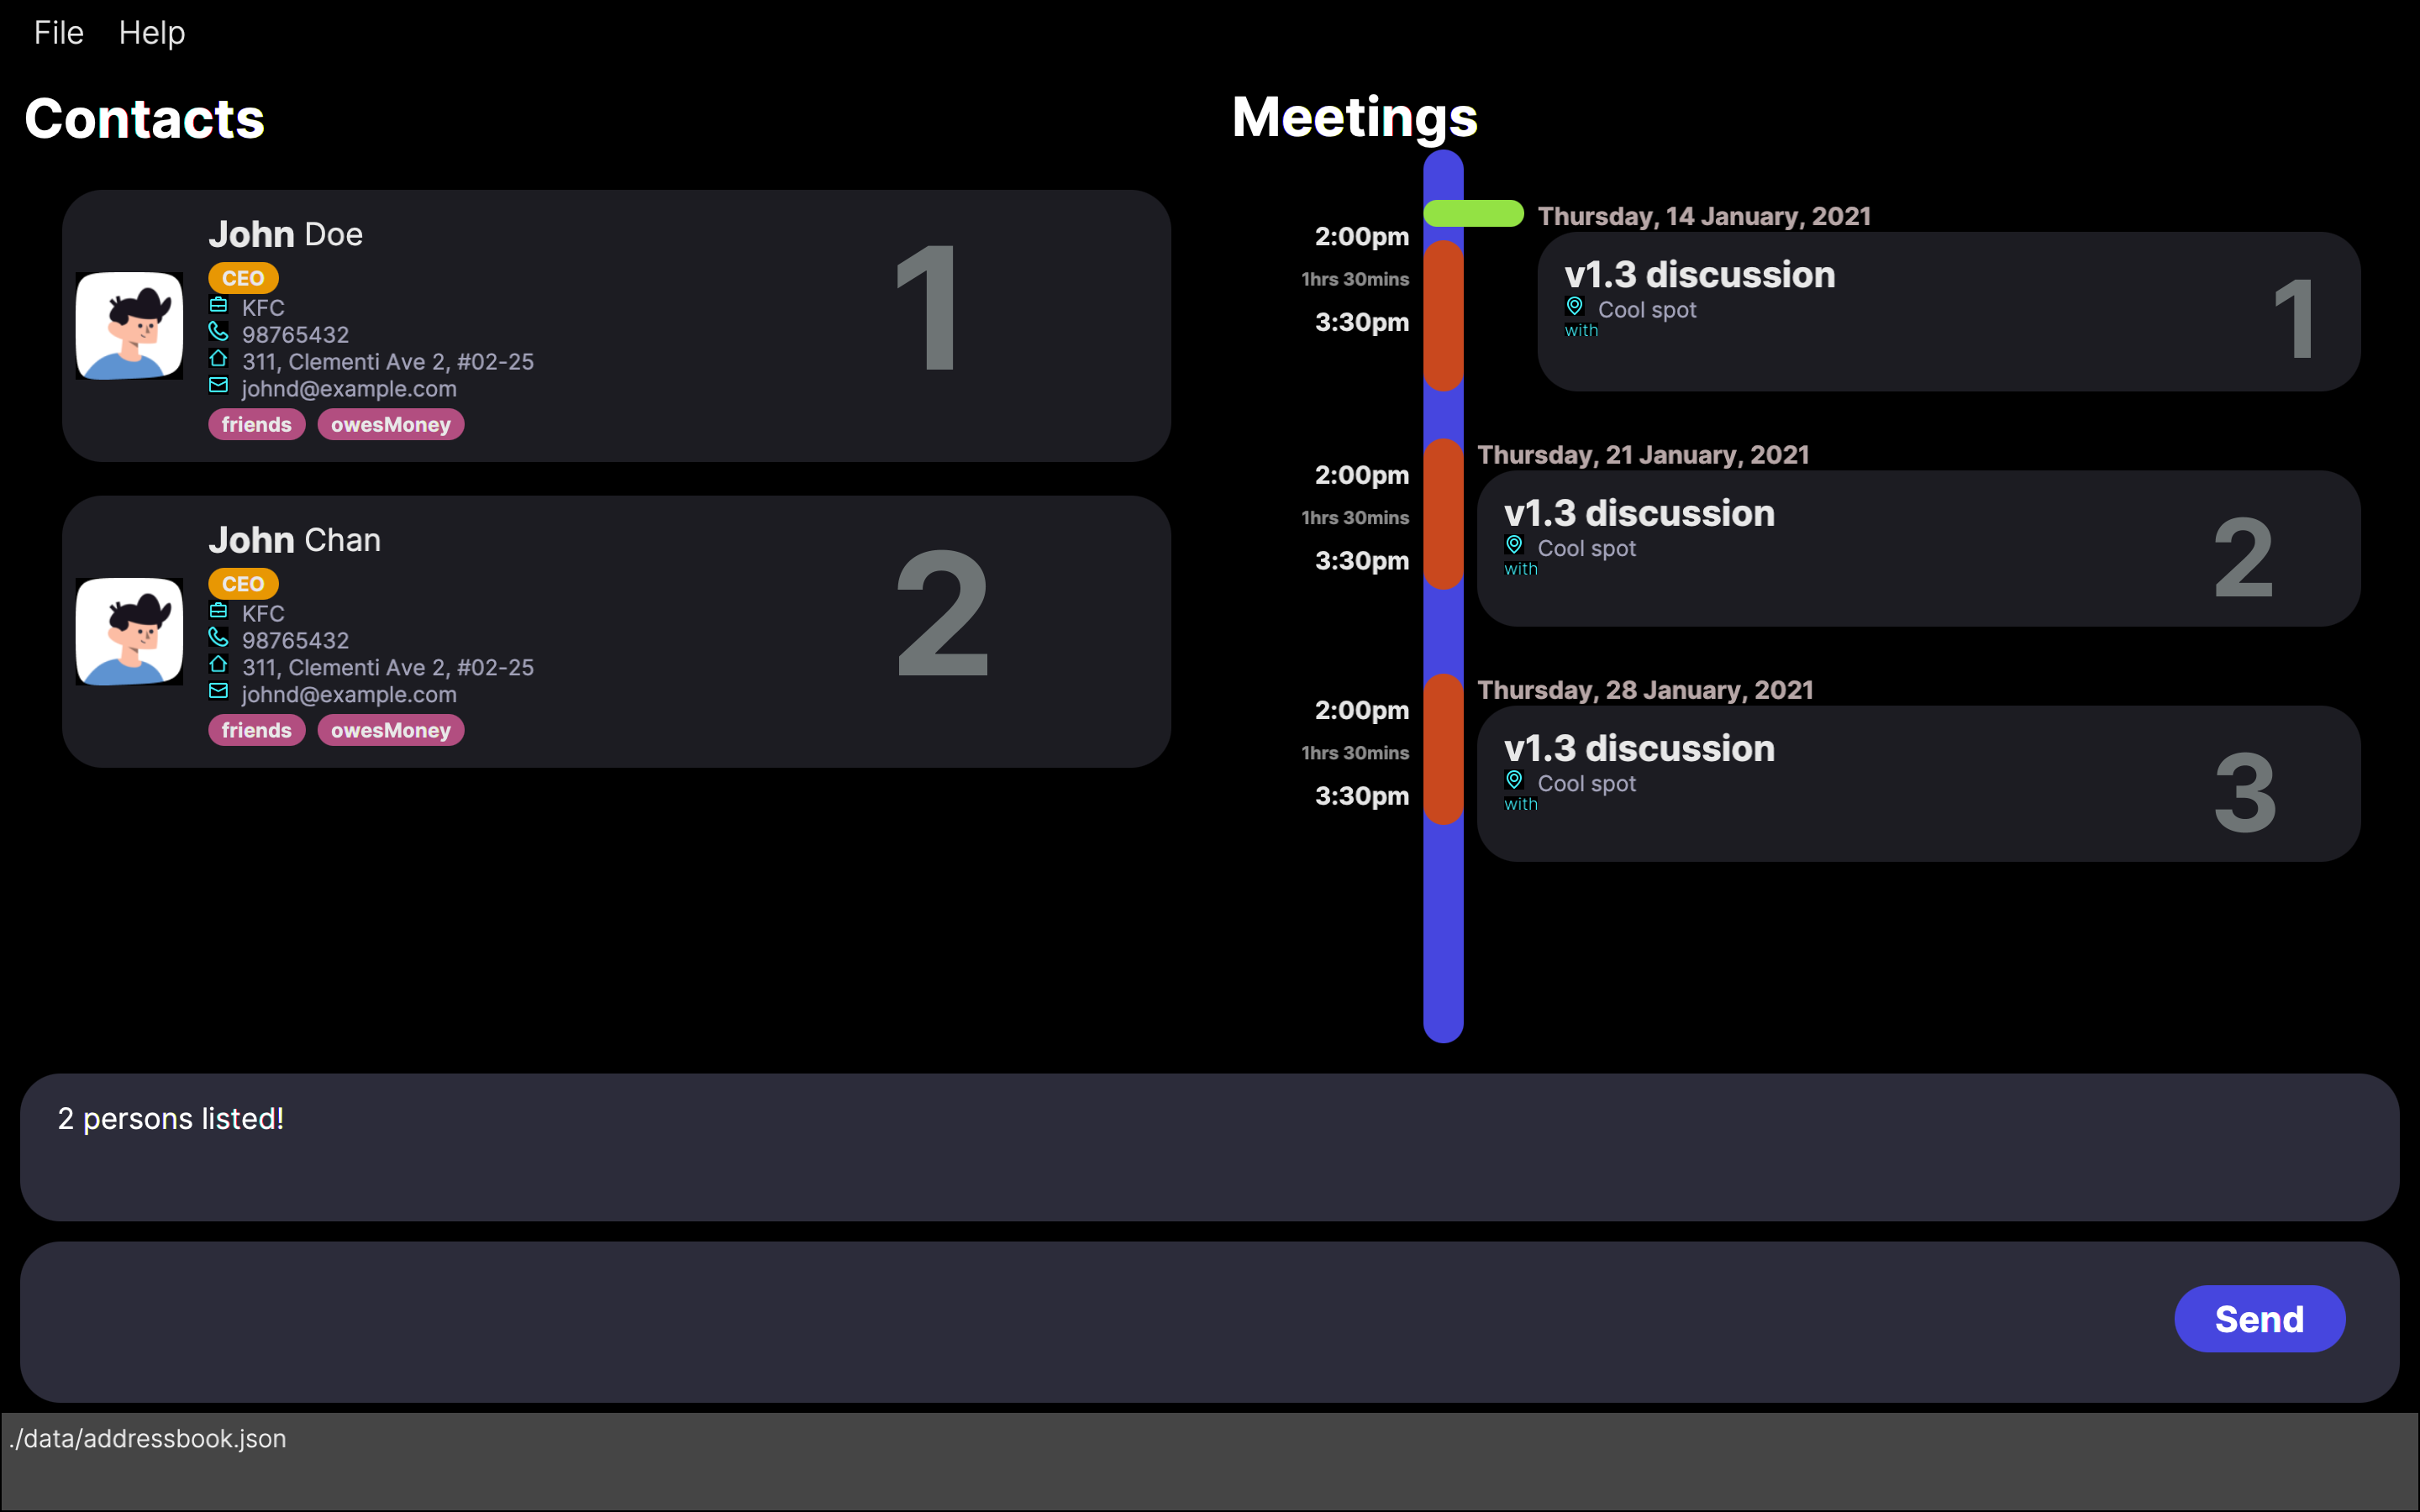 File Help
Contacts
John Doe
CEO
KFC
98765432
311, Clementi Ave 2, #02-25
johnd@example.com
friends owesMoney
1
John Chan
CEO
KFC
98765432
311, Clementi Ave 2, #02-25
johnd@example.com
friends owesMoney
2
Meetings
Thursday, 14 January, 2021
2:00pm
1hrs 30mins
3:30pm
v1.3 discussion
Cool spot
with
1
Thursday, 21 January, 2021
2:00pm
1hrs 30mins
3:30pm
v1.3 discussion
Cool spot
with
2
Thursday, 28 January, 2021
2:00pm
1hrs 30mins
3:30pm
v1.3 discussion
Cool spot
with
3
2 persons listed!
Send
./data/addressbook.json